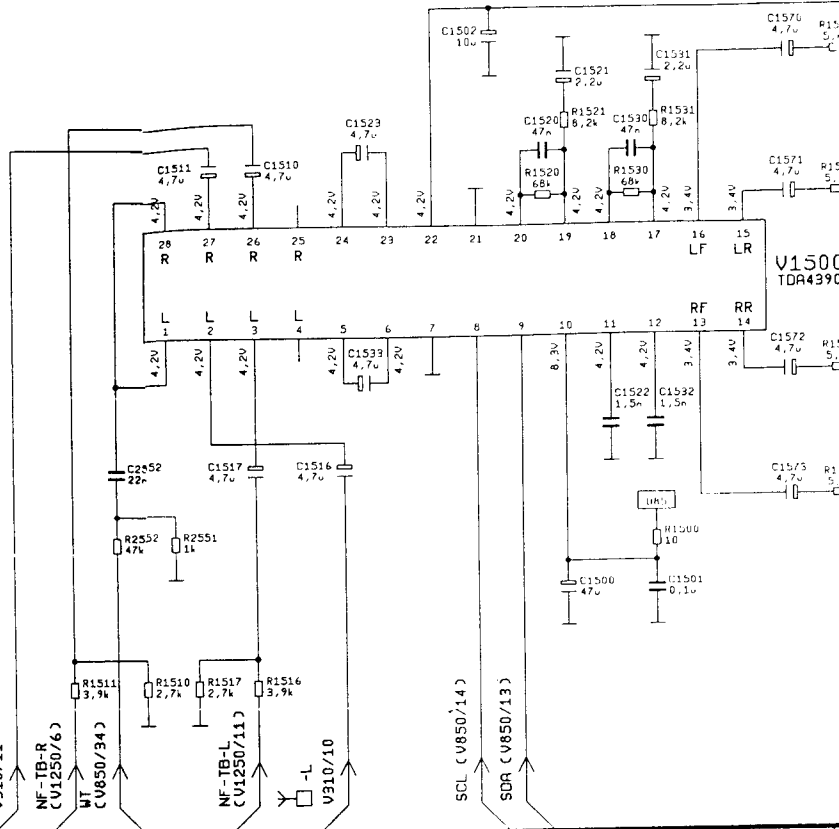 C1502
10u
C1570
4,7u
C1521
2,2u
C1531
2,2u
C1523
4,7u
C1520
47n
R1521
8,2k
C1530
47n
R1531
8,2k
C1511
4,7u
C1510
4,7u
R1520
68k
R1530
68k
C1571
4,7u
4,2V
4,2V
4,2V
4,2V
4,2V
4,2V
4,2V
4,2V
4,2V
4,2V
3,4V
3,4V
28
27
26
25
24
23
22
21
20
19
18
17
16
15
R
R
R
R
LF
LR
V1500
L
L
L
L
RF
RR
1
2
3
4
5
6
7
8
9
10
11
12
13
14
4,2V
4,2V
4,2V
4,2V
4,2V
8,3V
4,2V
4,2V
3,4V
3,4V
C1533
4,7u
C1572
4,7u
C1522
1,5n
C1532
1,5n
22n
C1517
4,7u
C1516
4,7u
C1573
4,7u
R2552
47k
R2551
1k
R1500
10
C1500
47u
C1501
0,1u
R1511
3,9k
R1510
2,7k
R1517
2,7k
R1516
3,9k
NF-TB-R
(V1250/6)
WT
(V850/34)
NF-TB-L
(V1250/11)
-L
V310/10
SCL (V850/14)
SDA (V850/13)